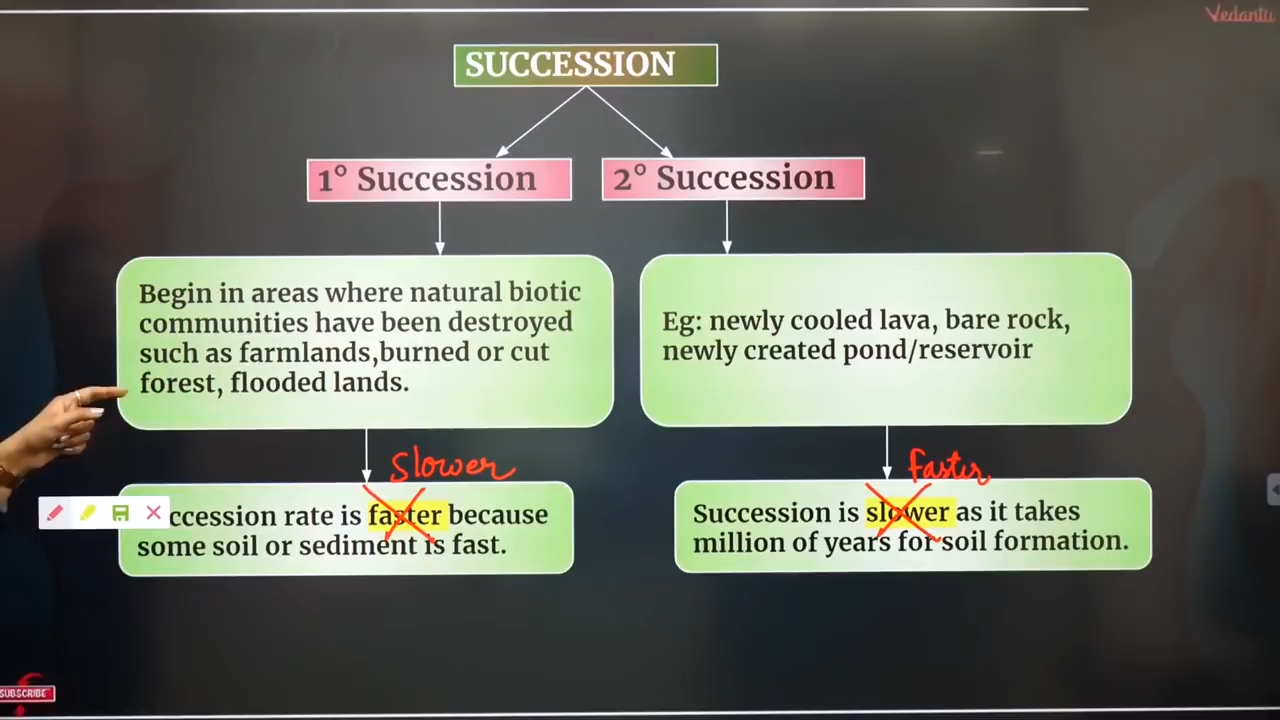 Vedantu
SUCCESSION
1° Succession
2° Succession
Begin in areas where natural biotic
communities have been destroyed
such as farmlands,burned or cut
forest, flooded lands.
Eg: newly cooled lava, bare rock,
newly created pond/reservoir
Slower
ccession rate is faster because
some soil or sediment is fast.
Faster
Succession is slower as it takes
million of years for soil formation.
SUBSCRIBE